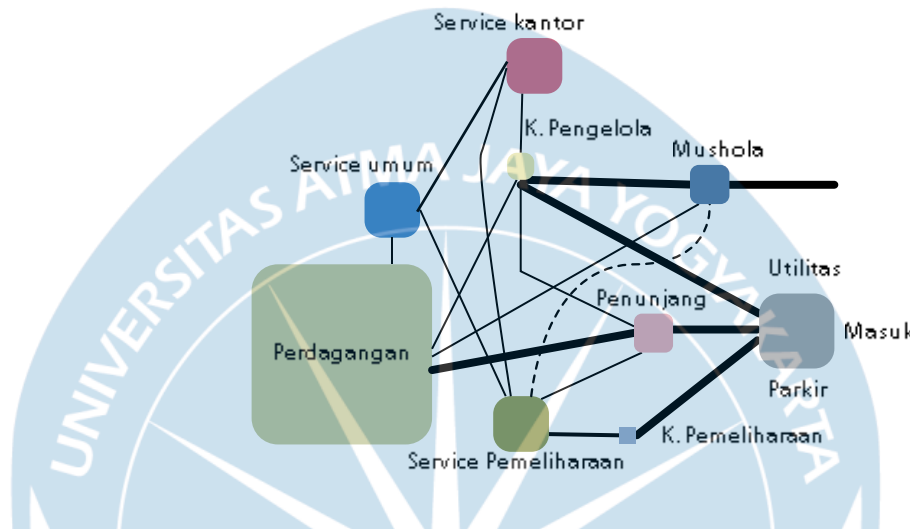 Service kantor
K. Pengelola
Mushola
Service umum
UNIVERSITAS ATMA JAYA YOGYAKARTA
Utilitas
Penunjang
Masuk
Perdagangan
Parkir
K. Pemeliharaan
Service Pemeliharaan